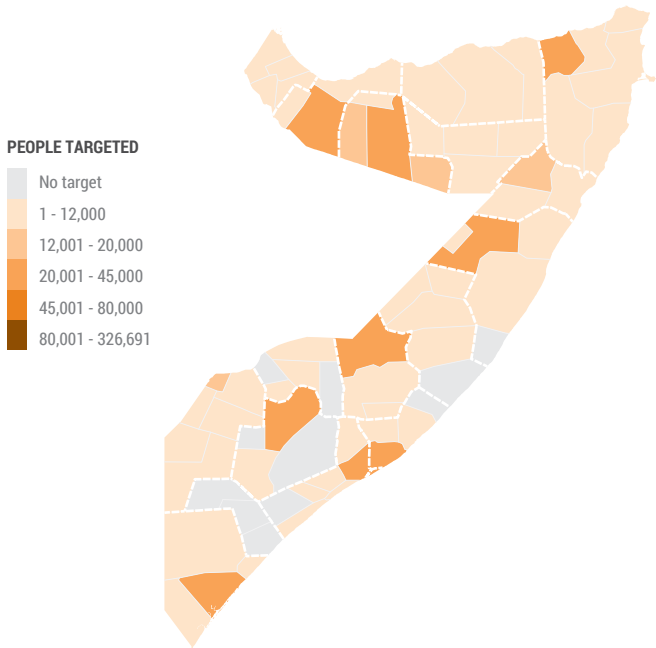 PEOPLE TARGETED
No target
1 - 12,000
12,001 - 20,000
20,001 - 45,000
45,001 - 80,000
80,001 - 326,691